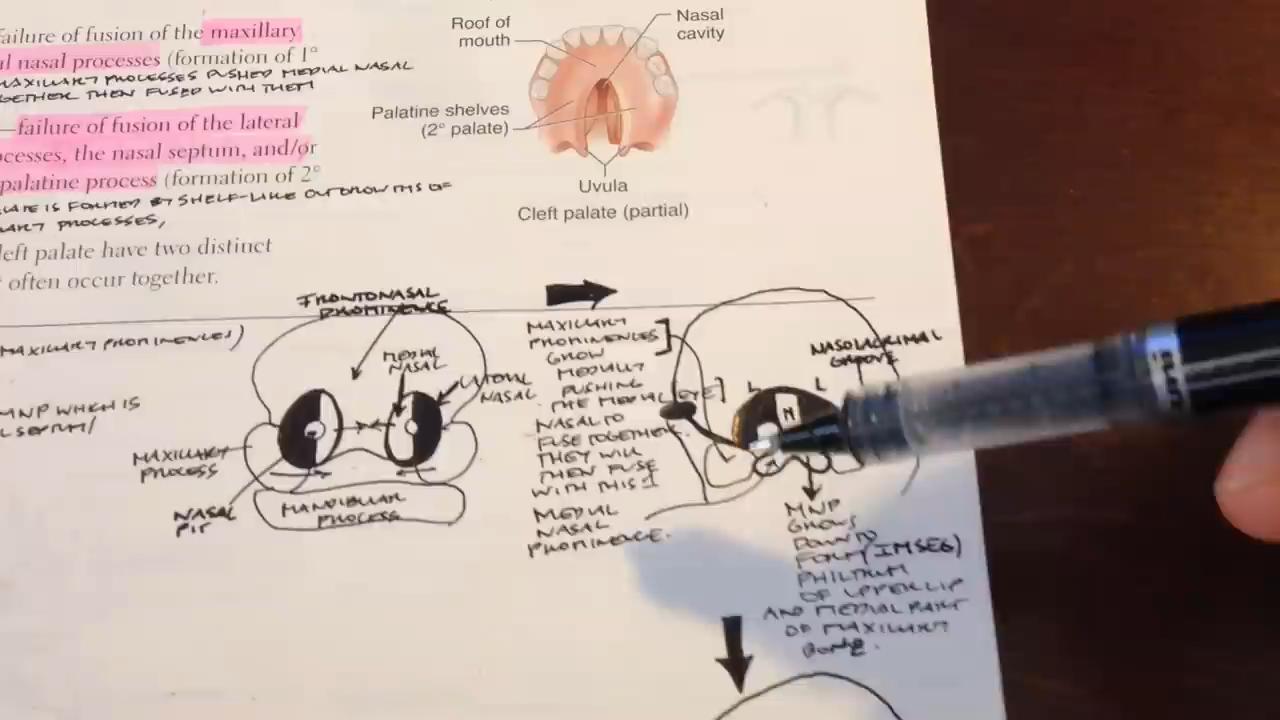 failure of fusion of the maxillary
l nasal processes (formation of 1°
MAXILLARY PROCESSES PUSHED MEDIAL NASAL
TOGETHER THEN FUSED WITH THEM
—failure of fusion of the lateral
ocesses, the nasal septum, and/or
palatine process (formation of 2°
LATE IS FORMED BY SHELF-LIKE OUTGROWTHS OF
LLARY PROCESSES,
left palate have two distinct
often occur together.
Roof of
mouth
Nasal
cavity
Palatine shelves
(2° palate)
Uvula
Cleft palate (partial)
MAXILLARY PROMINENCES)
MNP WHICH IS
L SEPTUM/
FRONTONASAL
PROMINENCE
MEDIAL
NASAL
LATERAL
NASAL
MAXILLARY
PROCESS
NASAL
PIT
MANDIBULAR
PROCESS
MAXILLARY
PROMINENCES
GROW
MEDIALLY
PUSHING
THE MEDIAL
NASAL TO
FUSE TOGETHER.
THEY WILL
THEN FUSE
WITH THIS 1
MEDIAL
NASAL
PROMINENCE.
EYE
NASOLACRIMAL
GROOVE
L L
M
MNP
GROWS
DOWN TO
FORM (IMSEG)
PHILTRUM
OF UPPER LIP
AND MEDIAL PART
OF MAXILLARY
BONE.